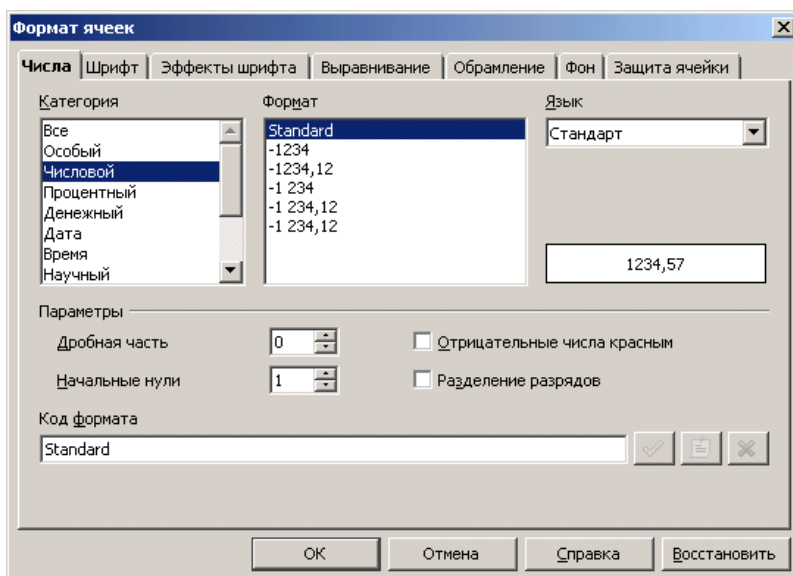 Формат ячеек
Числа Шрифт Эффекты шрифта Выравнивание Обрамление Фон Защита ячейки
Категория Формат Язык
Все Standard Стандарт
Особый -1234
Числовой -1234,12
Процентный -1 234
Денежный -1 234,12
Дата -1 234,12
Время
Научный 1234,57
Параметры
Дробная часть 0 Отрицательные числа красным
Начальные нули 1 Разделение разрядов
Код формата
Standard
ОК Отмена Справка Восстановить